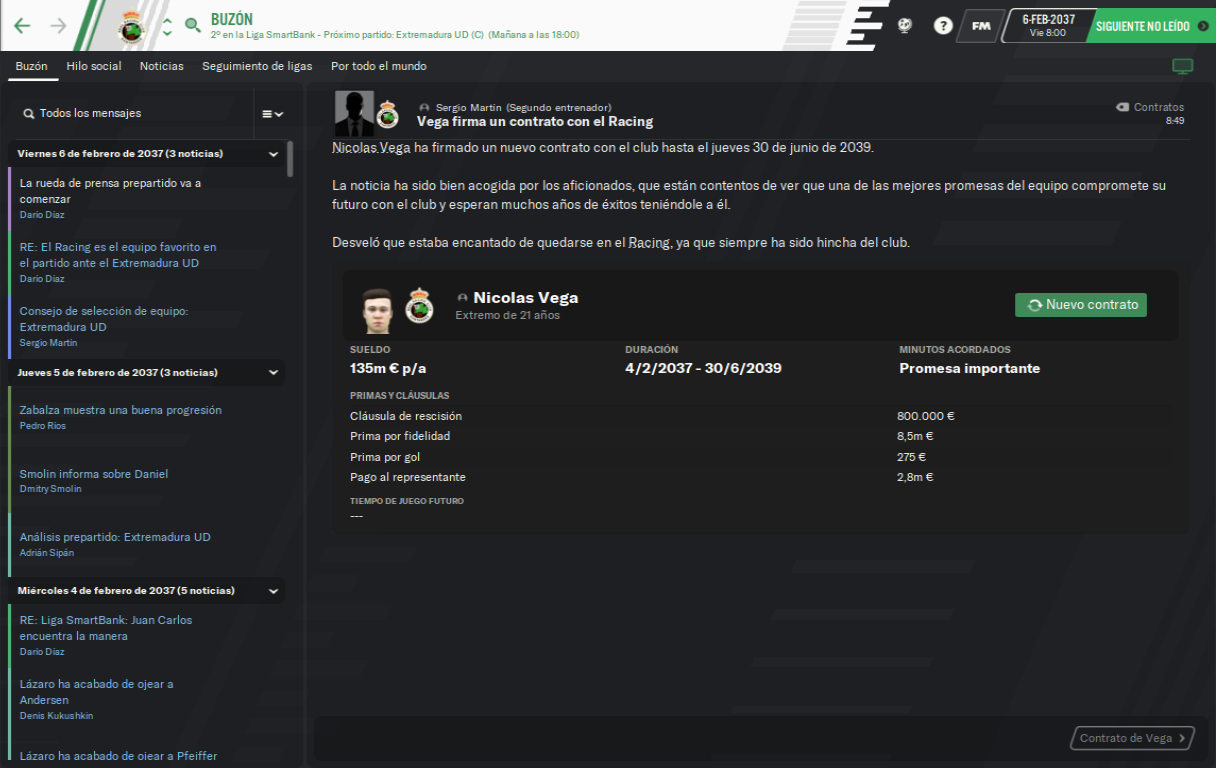 BUZÓN
2º en la Liga SmartBank - Próximo partido: Extremadura UD (C) (Mañana a las 18:00)
?
FM
6-FEB-2037
Vie 8:00
SIGUIENTE NO LEÍDO
Buzón Hilo social Noticias Seguimiento de ligas Por todo el mundo
Todos los mensajes
Viernes 6 de febrero de 2037 (3 noticias)
La rueda de prensa prepartido va a
comenzar
Darío Díaz
RE: El Racing es el equipo favorito en
el partido ante el Extremadura UD
Darío Díaz
Consejo de selección de equipo:
Extremadura UD
Sergio Martín
Jueves 5 de febrero de 2037 (3 noticias)
Zabalza muestra una buena progresión
Pedro Ríos
Smolin informa sobre Daniel
Dmitry Smolin
Análisis prepartido: Extremadura UD
Adrián Sipán
Miércoles 4 de febrero de 2037 (5 noticias)
RE: Liga SmartBank: Juan Carlos
encuentra la manera
Darío Díaz
Lázaro ha acabado de ojear a
Andersen
Denis Kukushkin
Lázaro ha acabado de ojear a Pfeiffer
Sergio Martín (Segundo entrenador)
Vega firma un contrato con el Racing
Contratos
8:49
Nicolas Vega ha firmado un nuevo contrato con el club hasta el jueves 30 de junio de 2039.
La noticia ha sido bien acogida por los aficionados, que están contentos de ver que una de las mejores promesas del equipo compromete su
futuro con el club y esperan muchos años de éxitos teniéndole a él.
Desveló que estaba encantado de quedarse en el Racing, ya que siempre ha sido hincha del club.
Nicolas Vega
Extremo de 21 años
Nuevo contrato
SUELDO DURACIÓN MINUTOS ACORDADOS
135m € p/a 4/2/2037 - 30/6/2039 Promesa importante
PRIMAS Y CLÁUSULAS
Cláusula de rescisión 800.000 €
Prima por fidelidad 8,5m €
Prima por gol 275 €
Pago al representante 2,8m €
TIEMPO DE JUEGO FUTURO
---
Contrato de Vega